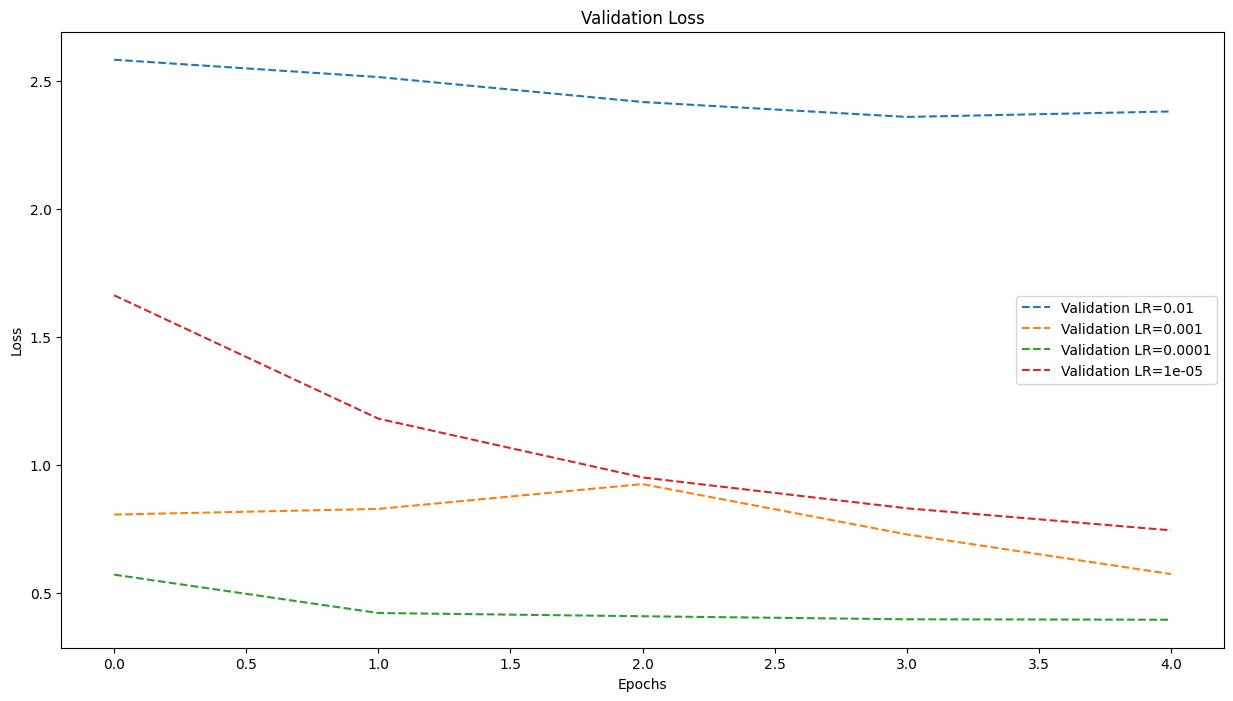 Validation Loss
2.5
2.0
1.5
1.0
0.5
Loss
Validation LR=0.01
Validation LR=0.001
Validation LR=0.0001
Validation LR=1e-05
0.0 0.5 1.0 1.5 2.0 2.5 3.0 3.5 4.0
Epochs